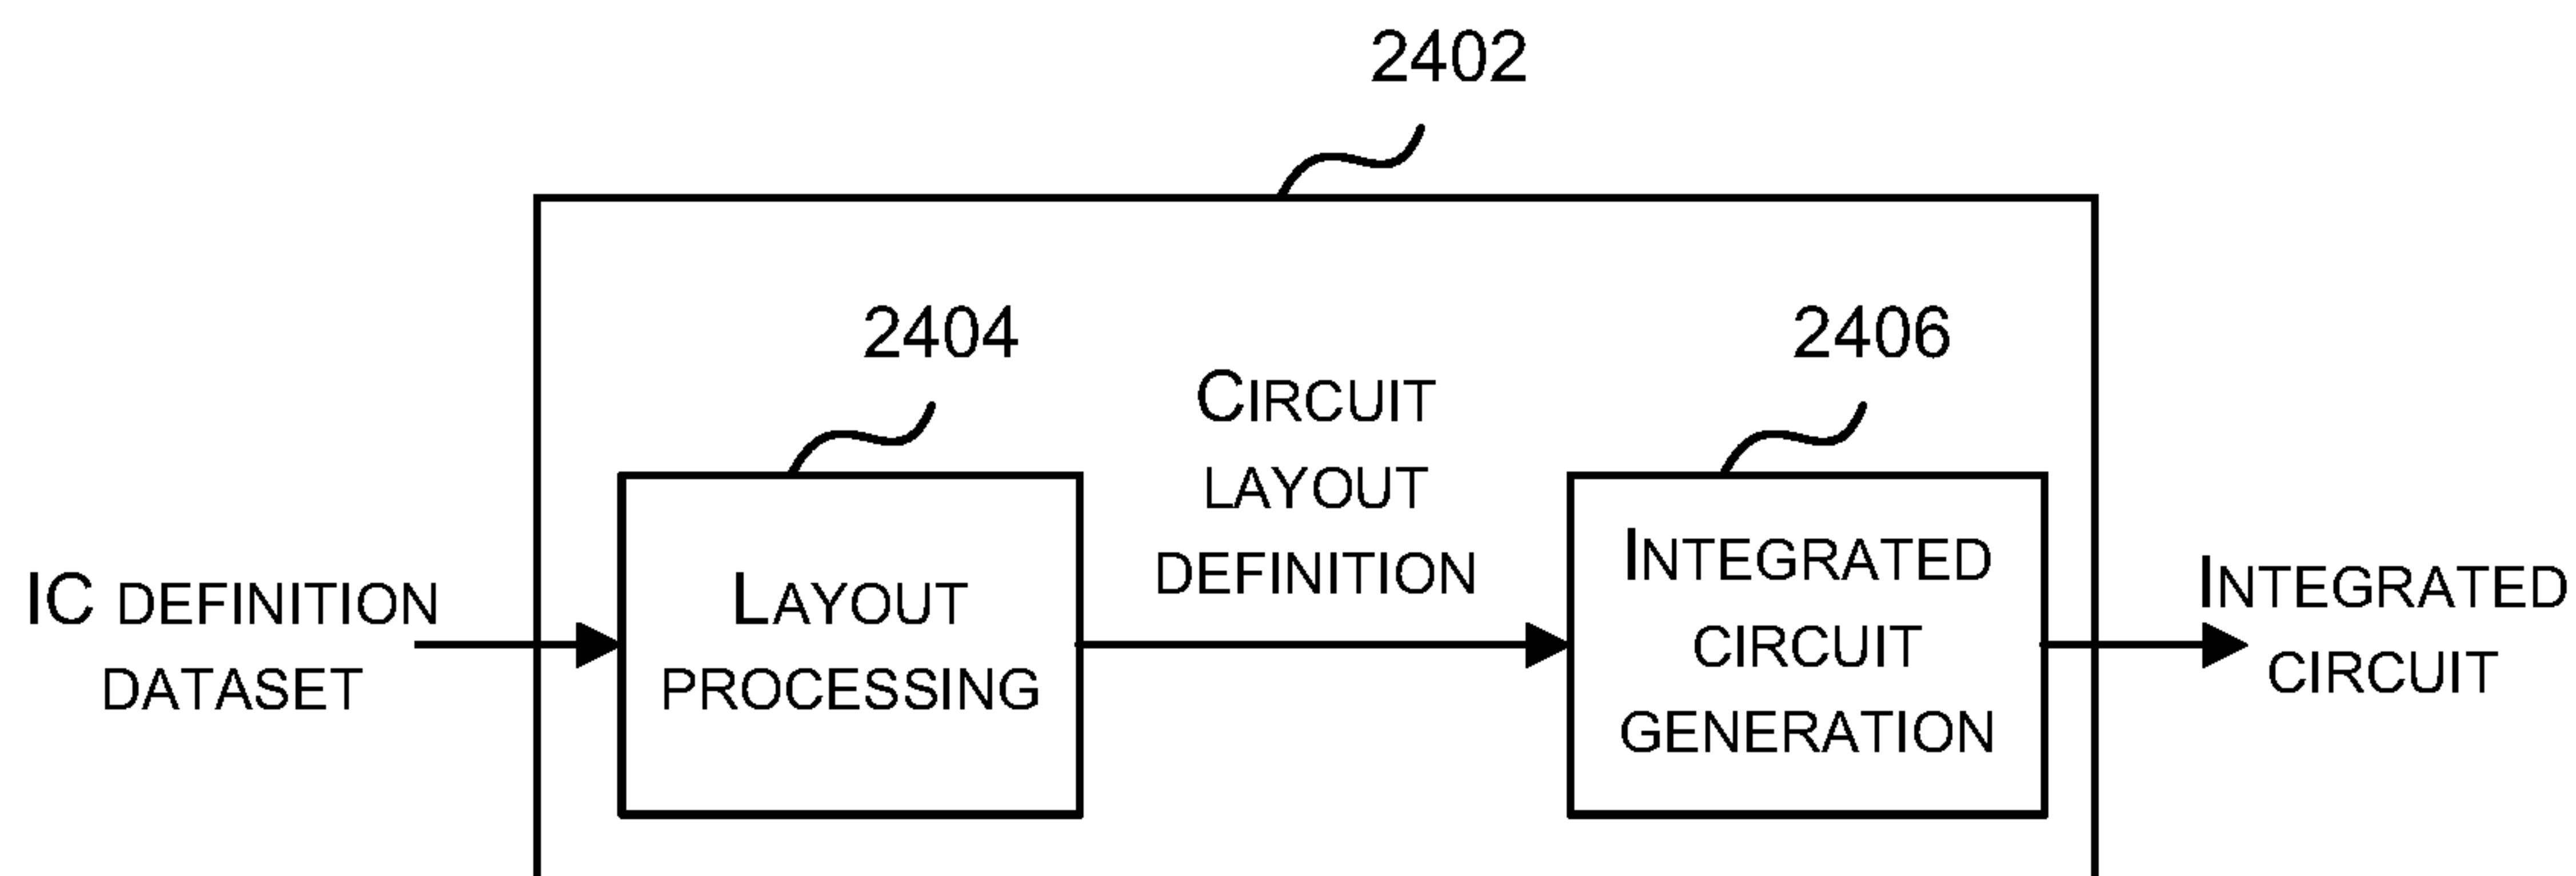 2402
2404
2406
CIRCUIT
LAYOUT
DEFINITION
IC DEFINITION
DATASET
LAYOUT
PROCESSING
INTEGRATED
CIRCUIT
GENERATION
INTEGRATED
CIRCUIT